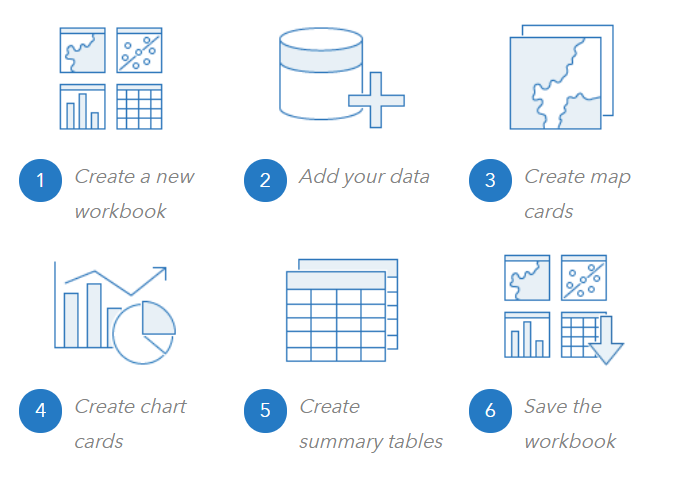 1 Create a new
workbook
2 Add your data
3 Create map
cards
4 Create chart
cards
5 Create
summary tables
6 Save the
workbook